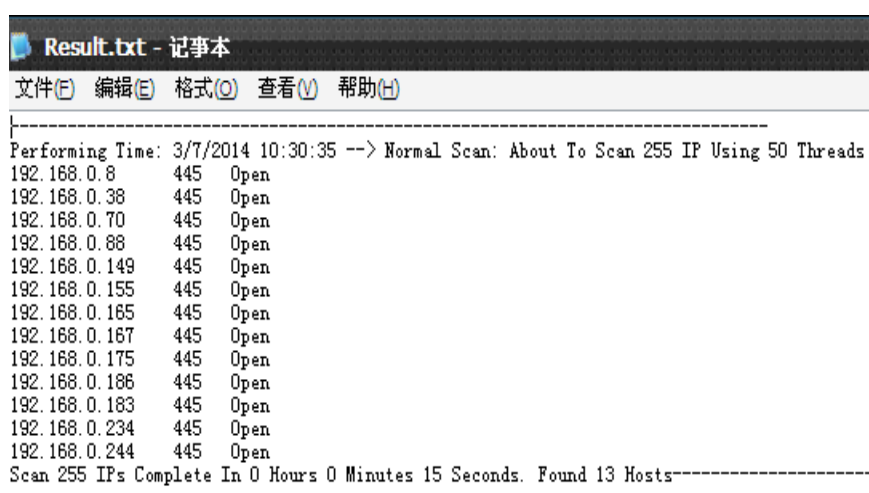 Result.txt - 记事本
文件(F) 编辑(E) 格式(O) 查看(V) 帮助(H)
--------------------------------------------------------------------------------
Performing Time: 3/7/2014 10:30:35 --> Normal Scan: About To Scan 255 IP Using 50 Threads
192.168.0.8 445 Open
192.168.0.38 445 Open
192.168.0.70 445 Open
192.168.0.88 445 Open
192.168.0.149 445 Open
192.168.0.155 445 Open
192.168.0.165 445 Open
192.168.0.167 445 Open
192.168.0.175 445 Open
192.168.0.186 445 Open
192.168.0.183 445 Open
192.168.0.234 445 Open
192.168.0.244 445 Open
Scan 255 IPs Complete In 0 Hours 0 Minutes 15 Seconds. Found 13 Hosts------------------------